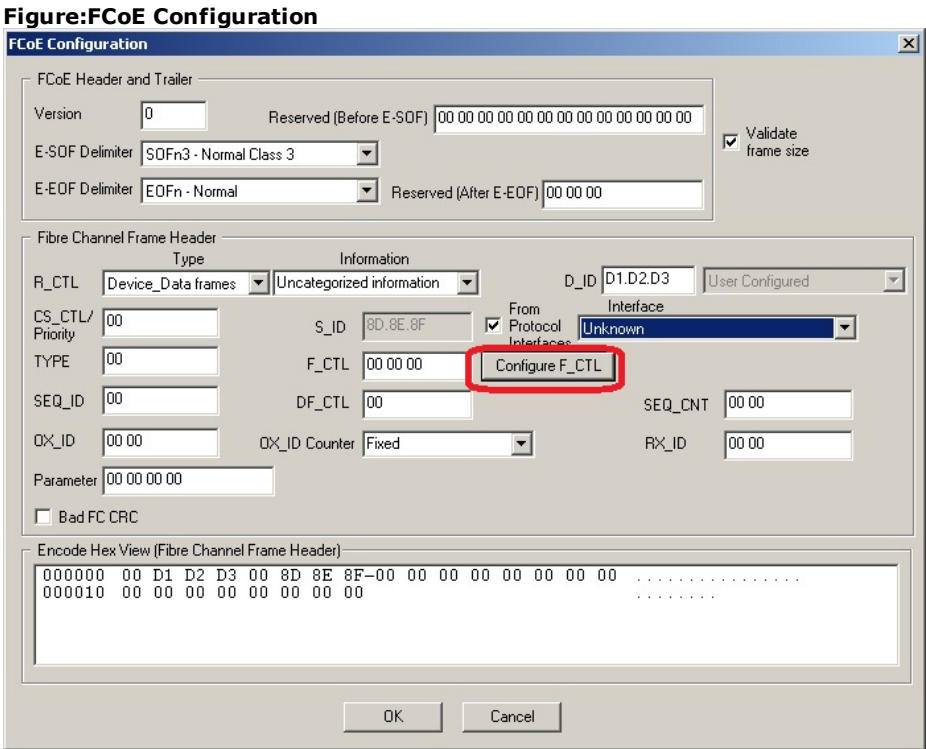 Figure:FCoE Configuration
FCoE Configuration
FCoE Header and Trailer
Version 0 Reserved (Before E-SOF) 00 00 00 00 00 00 00 00 00 00 00 00 00
Validate frame size
E-SOF Delimiter SOFn3 - Normal Class 3
E-EOF Delimiter EOFn - Normal Reserved (After E-EOF) 00 00 00
Fibre Channel Frame Header
Type Information
R_CTL Device_Data frames Uncategorized information D_ID D1.D2.D3 User Configured
CS_CTL/ Priority 00 S_ID 8D.8E.8F From Protocol Interfaces Interface Unknown
TYPE 00 F_CTL 00 00 00 Configure F_CTL
SEQ_ID 00 DF_CTL 00 SEQ_CNT 00 00
OX_ID 00 00 OX_ID Counter Fixed RX_ID 00 00
Parameter 00 00 00 00
Bad FC CRC
Encode Hex View (Fibre Channel Frame Header)
000000 00 D1 D2 D3 00 8D 8E 8F-00 00 00 00 00 00 00 00 ................
000010 00 00 00 00 00 00 00 00 ........
OK Cancel